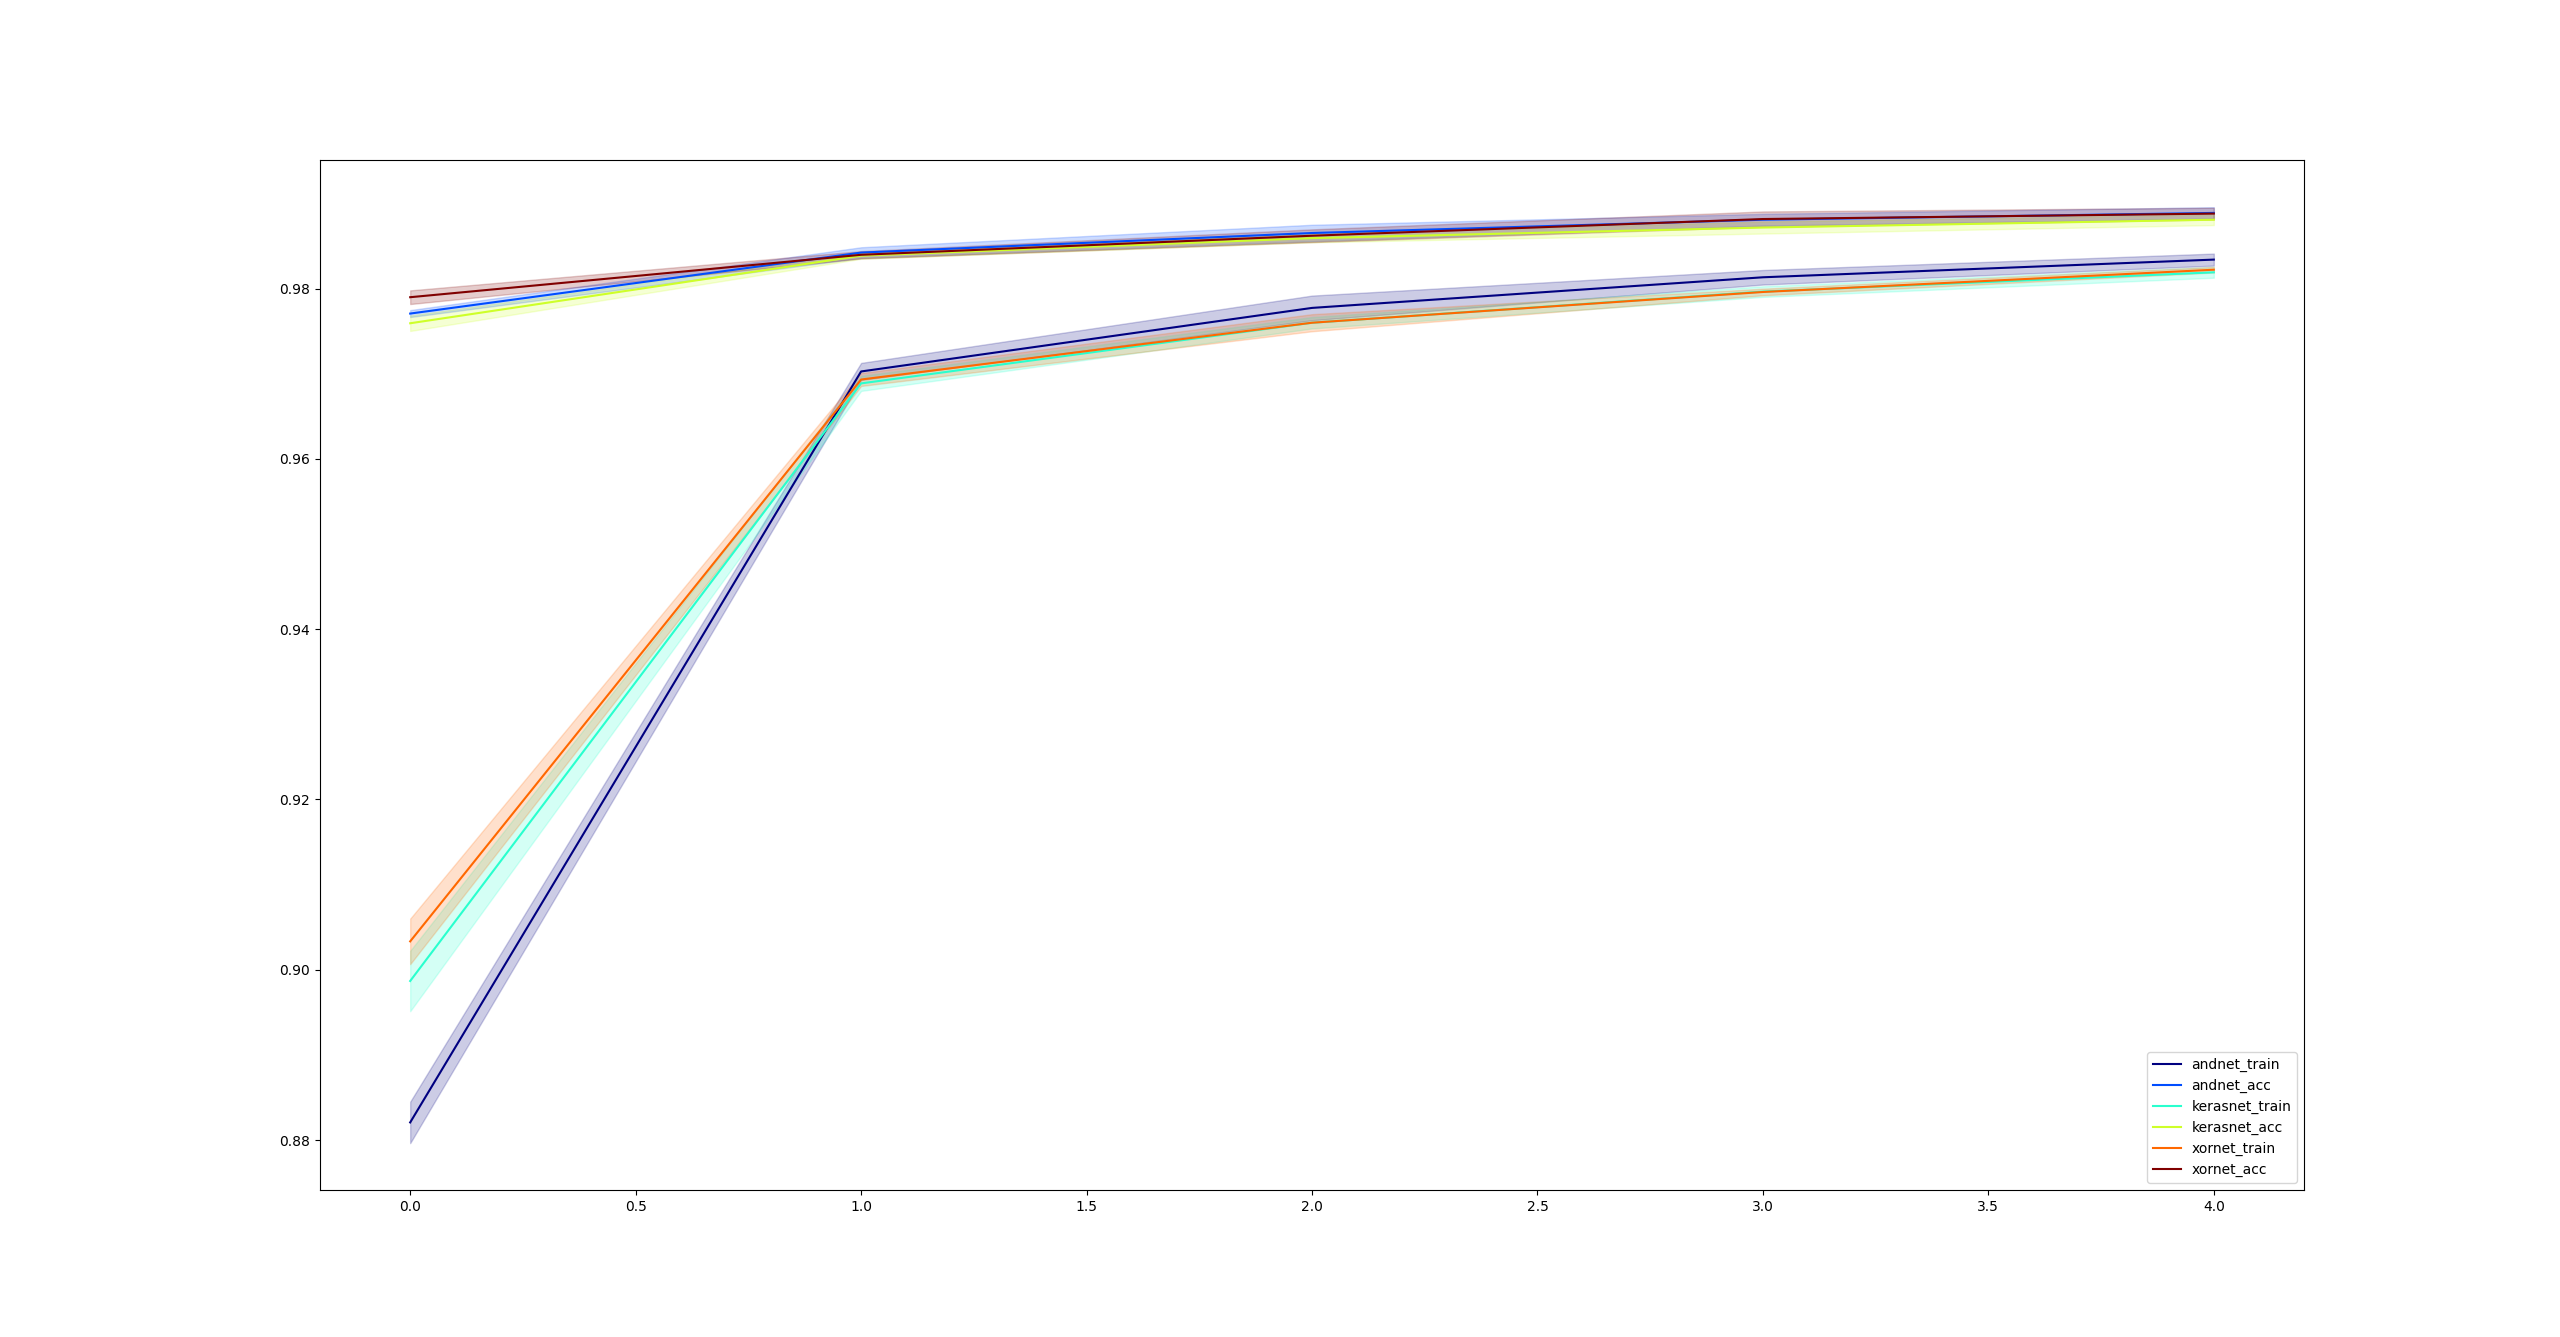 0.98
0.96
0.94
0.92
0.90
0.88
0.0 0.5 1.0 1.5 2.0 2.5 3.0 3.5 4.0
andnet_train
andnet_acc
kerasnet_train
kerasnet_acc
xornet_train
xornet_acc